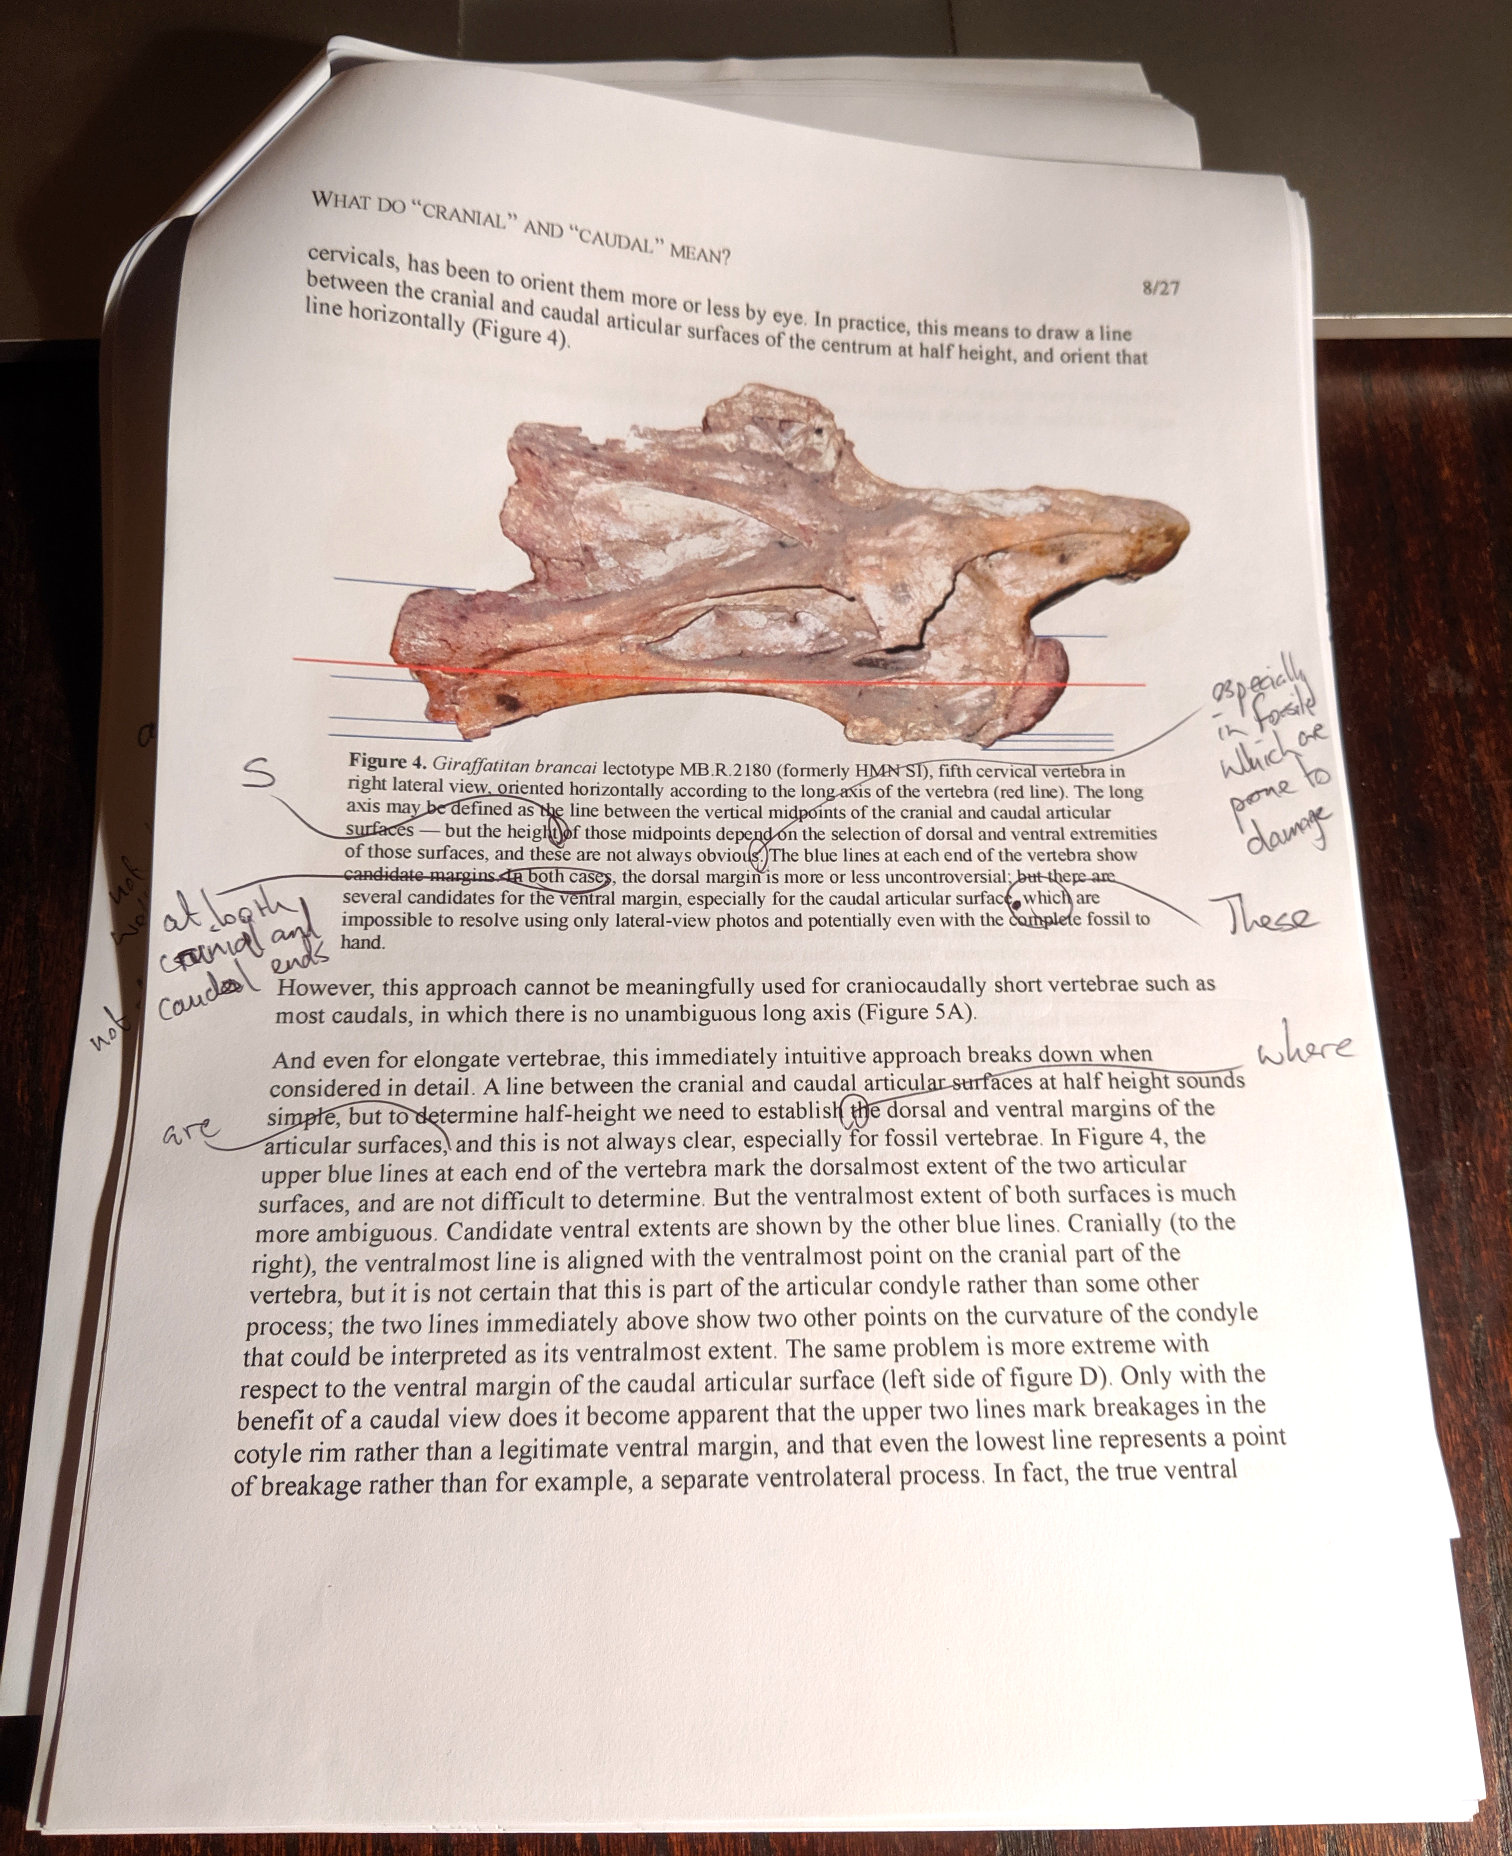 WHAT DO “CRANIAL” AND “CAUDAL” MEAN?
8/27
cervicals, has been to orient them more or less by eye. In practice, this means to draw a line
between the cranial and caudal articular surfaces of the centrum at half height, and orient that
line horizontally (Figure 4).
especially
in fossils
which are
prone to
damage
S
Figure 4. Giraffatitan brancai lectotype MB.R.2180 (formerly HMN SI), fifth cervical vertebra in
right lateral view, oriented horizontally according to the long axis of the vertebra (red line). The long
axis may be defined as the line between the vertical midpoints of the cranial and caudal articular
surfaces — but the height of those midpoints depend on the selection of dorsal and ventral extremities
of those surfaces, and these are not always obvious. The blue lines at each end of the vertebra show
candidate margins. In both cases, the dorsal margin is more or less uncontroversial; but there are
several candidates for the ventral margin, especially for the caudal articular surface, which are
impossible to resolve using only lateral-view photos and potentially even with the complete fossil to
hand.
at both
cranial and
caudal ends
These
not
not
However, this approach cannot be meaningfully used for craniocaudally short vertebrae such as
most caudals, in which there is no unambiguous long axis (Figure 5A).
where
are
And even for elongate vertebrae, this immediately intuitive approach breaks down when
considered in detail. A line between the cranial and caudal articular surfaces at half height sounds
simple, but to determine half-height we need to establish the dorsal and ventral margins of the
articular surfaces, and this is not always clear, especially for fossil vertebrae. In Figure 4, the
upper blue lines at each end of the vertebra mark the dorsalmost extent of the two articular
surfaces, and are not difficult to determine. But the ventralmost extent of both surfaces is much
more ambiguous. Candidate ventral extents are shown by the other blue lines. Cranially (to the
right), the ventralmost line is aligned with the ventralmost point on the cranial part of the
vertebra, but it is not certain that this is part of the articular condyle rather than some other
process; the two lines immediately above show two other points on the curvature of the condyle
that could be interpreted as its ventralmost extent. The same problem is more extreme with
respect to the ventral margin of the caudal articular surface (left side of figure D). Only with the
benefit of a caudal view does it become apparent that the upper two lines mark breakages in the
cotyle rim rather than a legitimate ventral margin, and that even the lowest line represents a point
of breakage rather than for example, a separate ventrolateral process. In fact, the true ventral